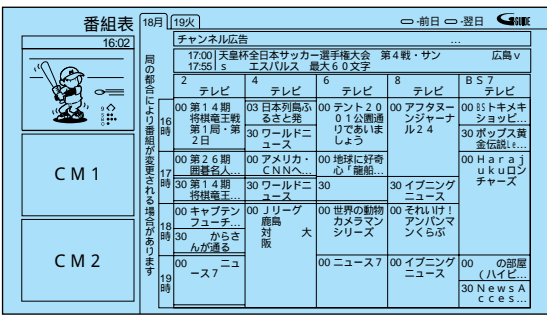 番組表 18月 19火 -前日 -翌日 GGUIDE
16:02
チャンネル広告 ...
17:00 天皇杯全日本サッカー選手権大会 第4戦・サン 広島v
17:55 s エスパルス 最大60文字
局の都合により番組が変更される場合があります
2 テレビ
4 テレビ
6 テレビ
8 テレビ
BS7 テレビ
16時
00 第14期
将棋竜王戦
第1局・第
2日
03 日本列島ふ
るさと発
30 ワールドニ
ュース
00 テント20
01公園通
りであいま
しょう
00 アフタヌー
ンジャーナ
ル24
00 BSトキメキ
ショッピ...
30 ポップス黄
金伝説Le...
17時
00 第26期
囲碁名人...
30 第14期
将棋竜王...
00 アメリカ・
CNNへ...
30 ワールドニ
ュース
00 地球に好奇
心「龍船...
30
30 イブニング
ニュース
00 Haraj
ukuロン
チャーズ
18時
00 キャプテン
フューチ...
30 からさ
んが通る
00 Jリーグ
鹿島
対 大
阪
00 世界の動物
カメラマン
シリーズ
00 それいけ!
アンパンマ
ンくらぶ
19時
00 ニュ
ース7
00 ニュース7
00 イブニング
ニュース
00 の部屋
(ハイビ...
30 NewsA
cces...
CM1
CM2